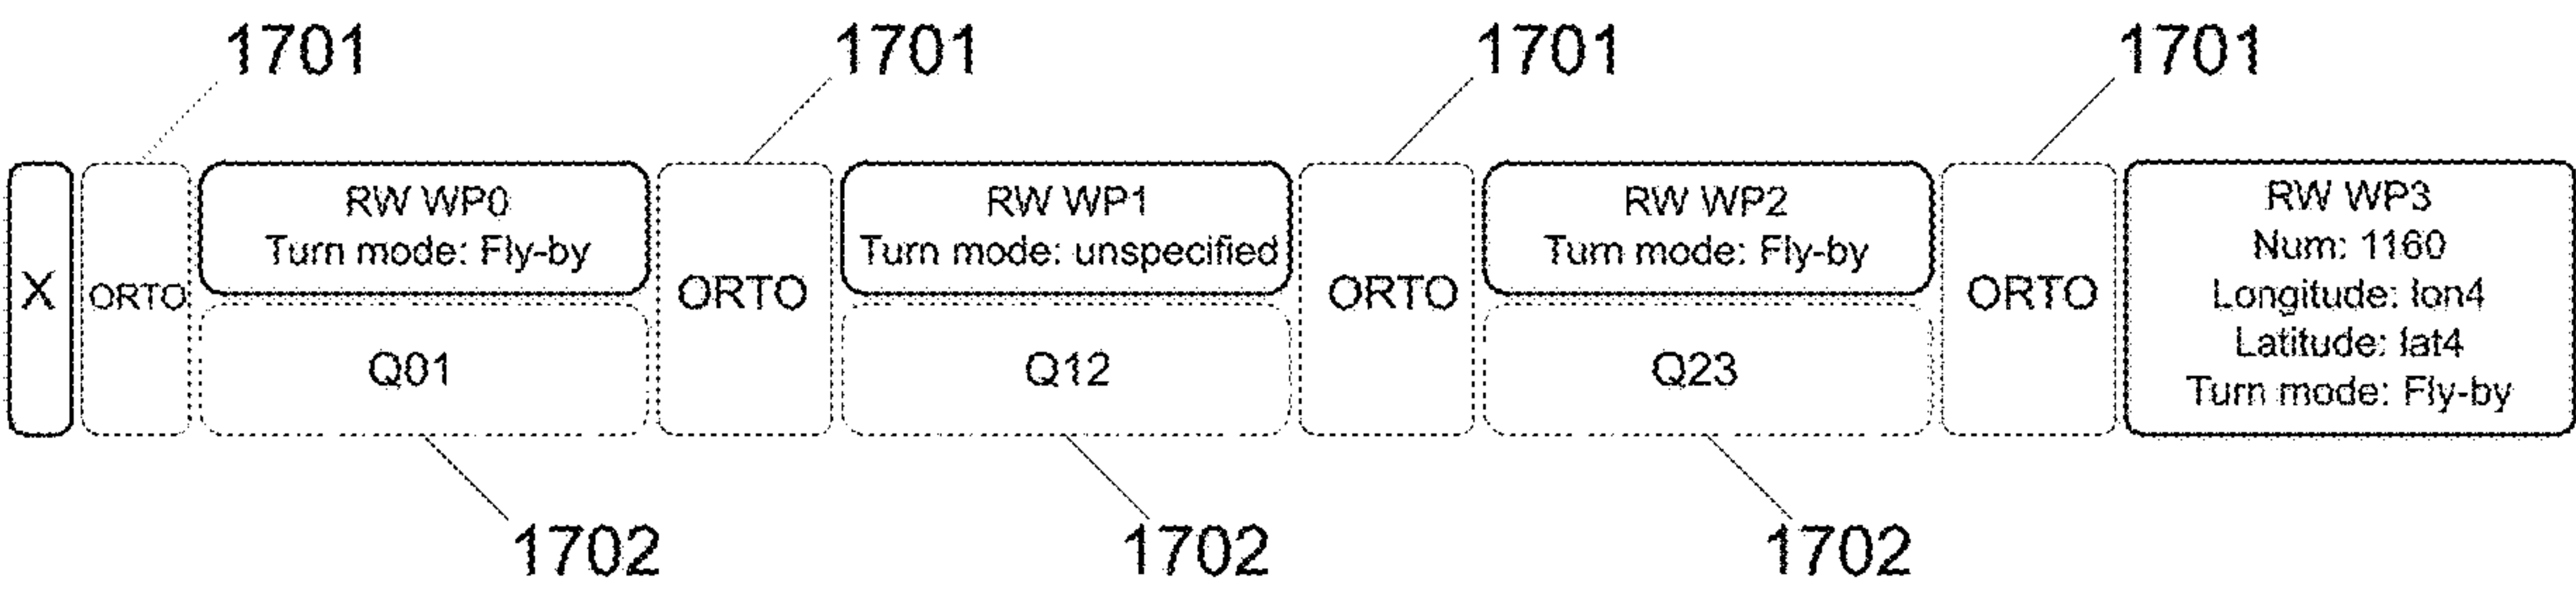 1701
1701
1701
1701
X
ORTO
RW WP0
Turn mode: Fly-by
Q01
ORTO
RW WP1
Turn mode: unspecified
Q12
ORTO
RW WP2
Turn mode: Fly-by
Q23
ORTO
RW WP3
Num: 1160
Longitude: lon4
Latitude: lat4
Turn mode: Fly-by
1702
1702
1702